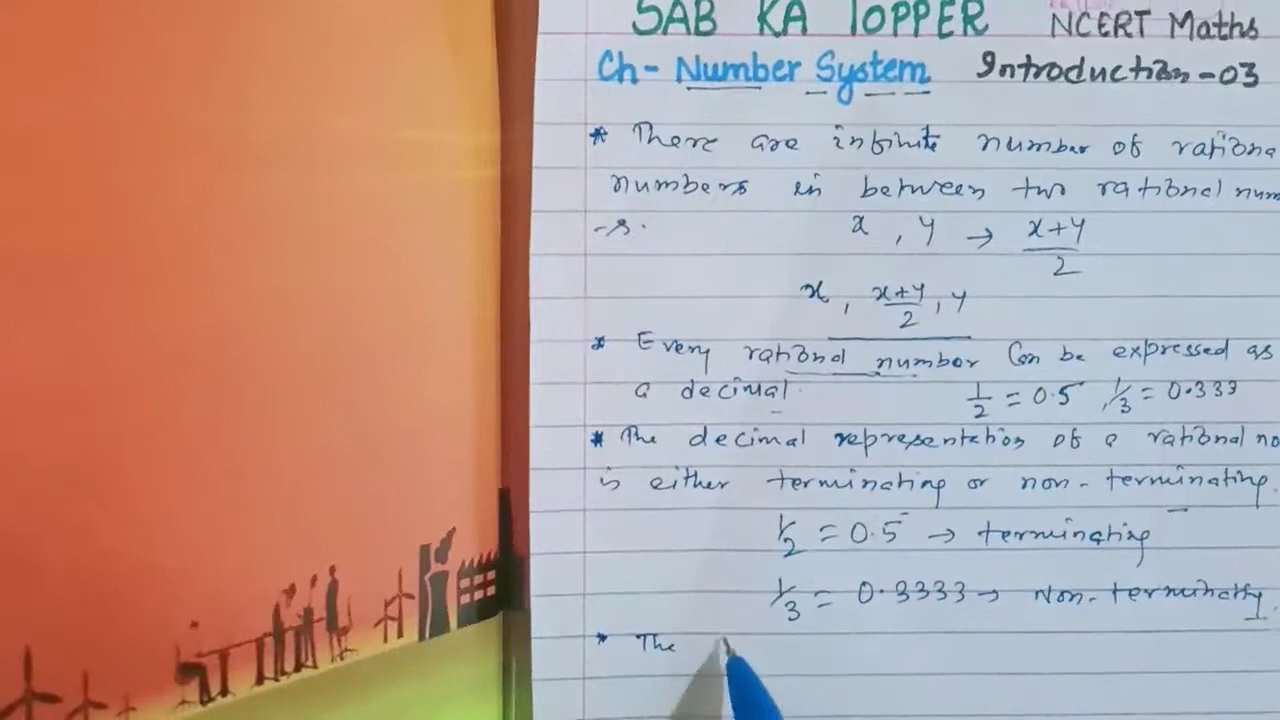 SAB KA TOPPER NCERT Maths
Ch- Number System Introduction-03
* There are infinite number of rationa
numbers in between two rational num
-s.
x , y → x+y/2
x , x+y/2 , y
* Every rational number Can be expressed as
a decimal. 1/2 = 0.5 , 1/3 = 0.333
* The decimal representation of a rational no
is either terminating or non-terminating.
1/2 = 0.5 → terminating
1/3 = 0.3333 → Non-terminating
* The